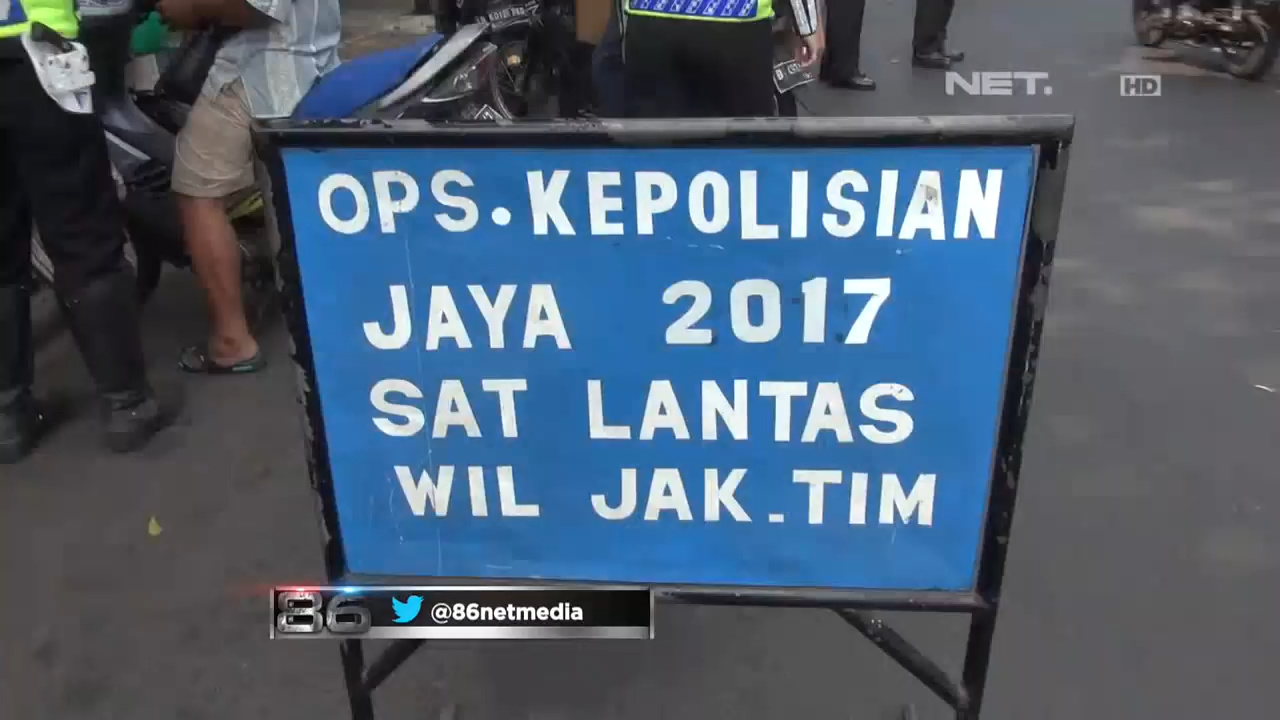 NET.
HD
OPS. KEPOLISIAN
JAYA 2017
SAT LANTAS
WIL JAK.TIM
86 @86netmedia